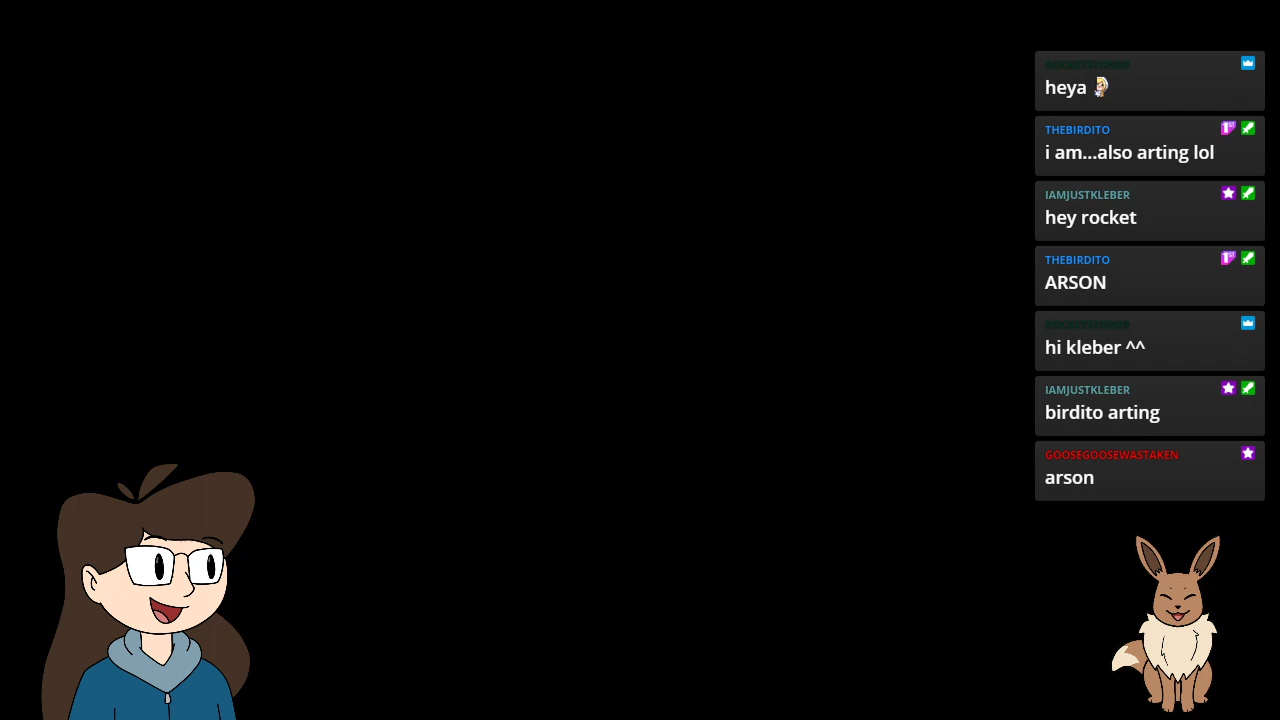 heya
THEBIRDITO
i am...also arting lol
IAMJUSTKLEBER
hey rocket
THEBIRDITO
ARSON
hi kleber ^^
IAMJUSTKLEBER
birdito arting
GOOSEGOOSEWASTAKEN
arson